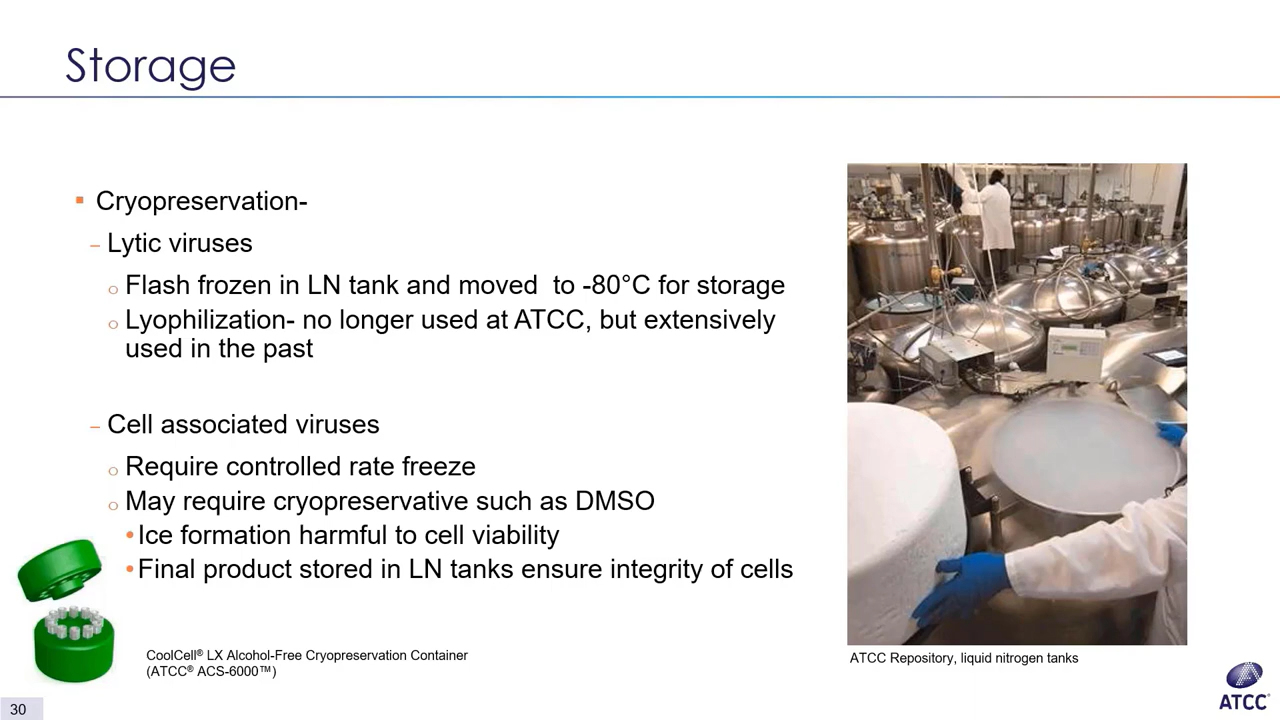 Storage
▪ Cryopreservation-
– Lytic viruses
o Flash frozen in LN tank and moved  to -80°C for storage
o Lyophilization- no longer used at ATCC, but extensively
used in the past
– Cell associated viruses
o Require controlled rate freeze
o May require cryopreservative such as DMSO
• Ice formation harmful to cell viability
• Final product stored in LN tanks ensure integrity of cells
CoolCell® LX Alcohol-Free Cryopreservation Container
(ATCC® ACS-6000™)
ATCC Repository, liquid nitrogen tanks
ATCC®
30